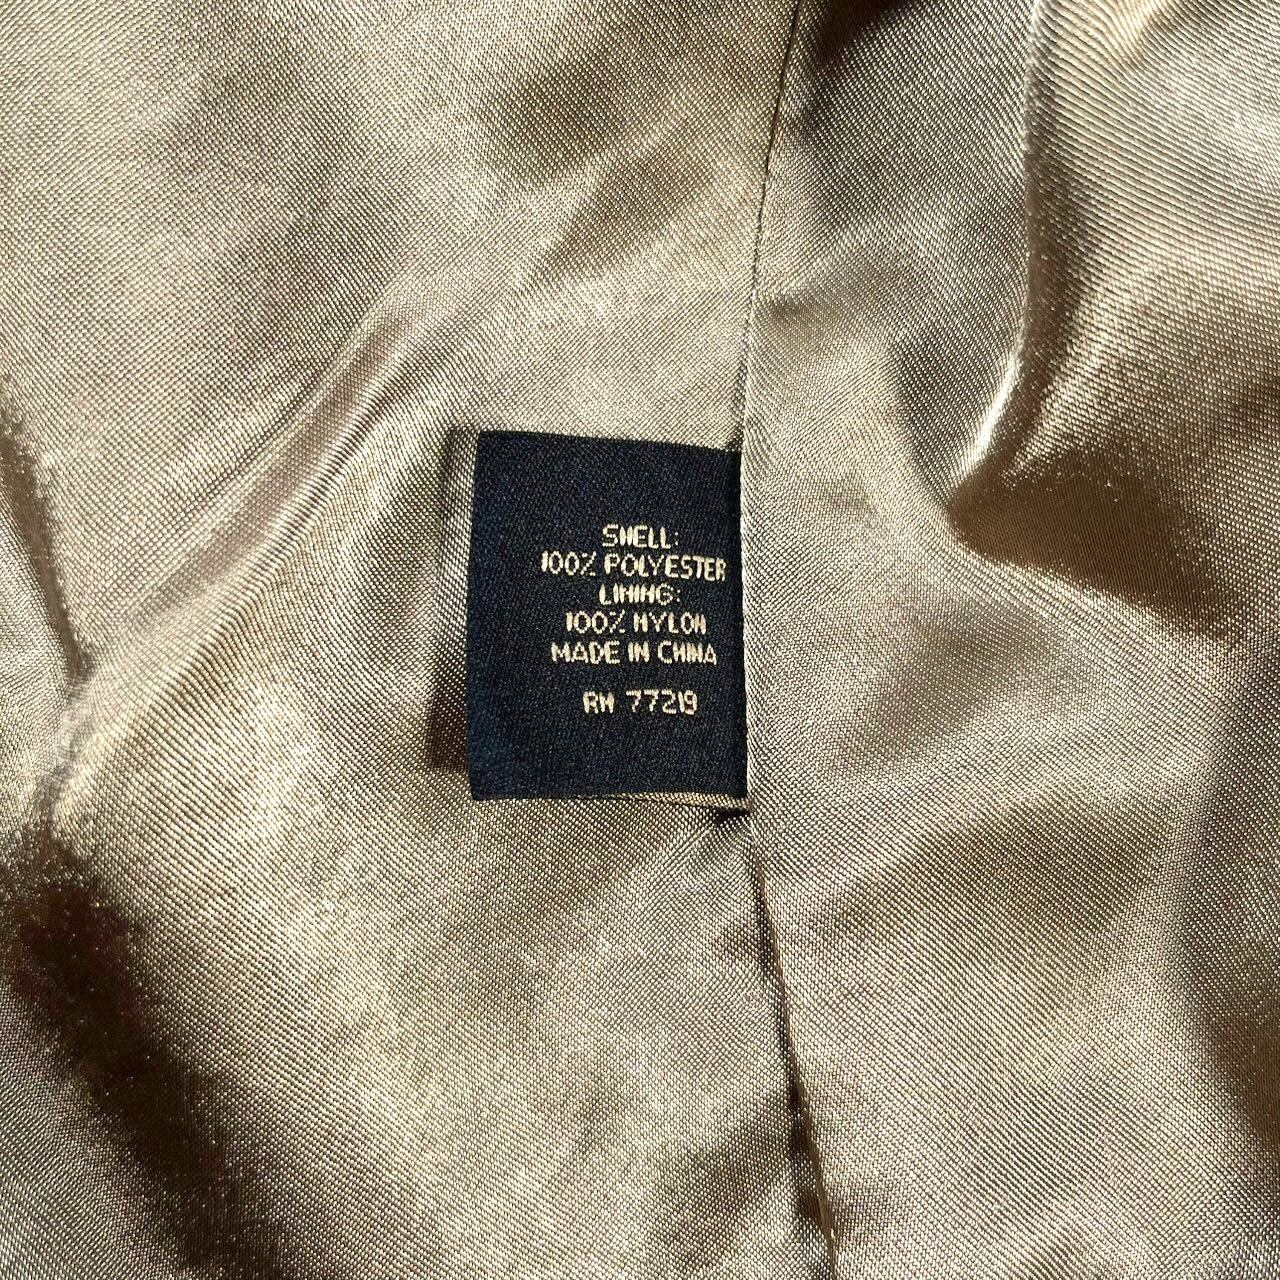 SHELL:
100% POLYESTER
LINING:
100% NYLON
MADE IN CHINA
RN 77219